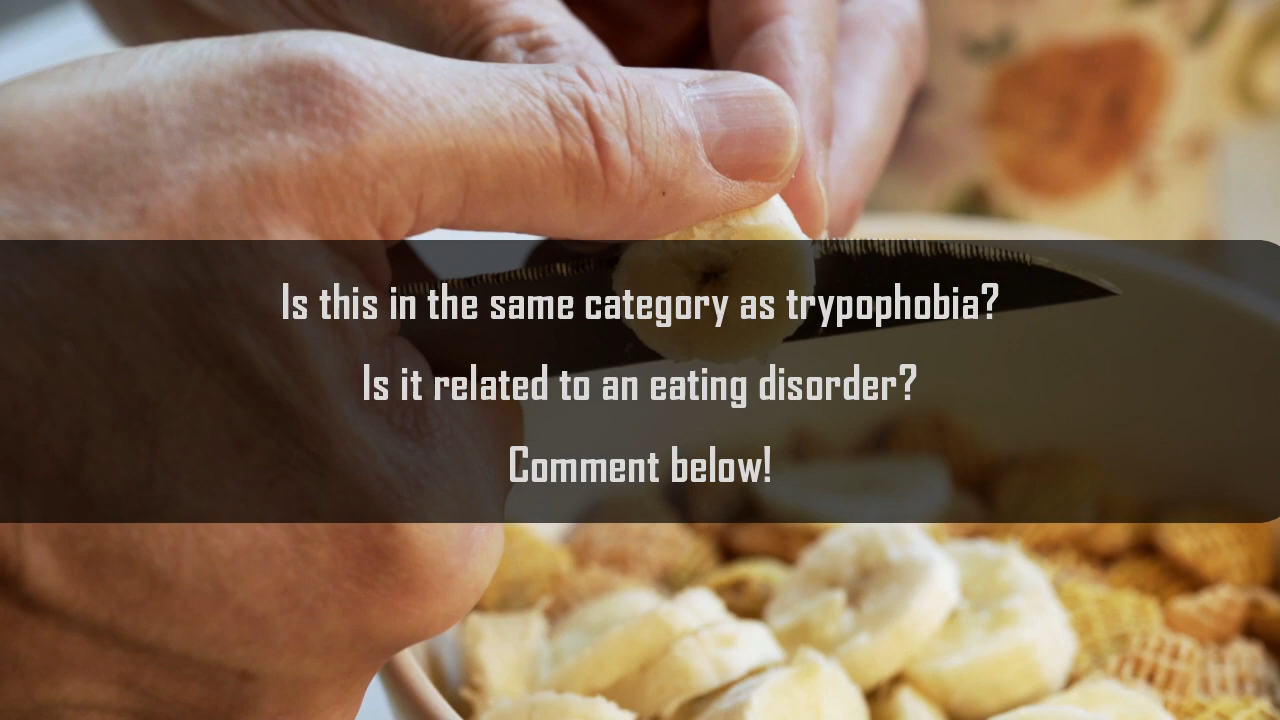 Is this in the same category as trypophobia?
Is it related to an eating disorder?
Comment below!